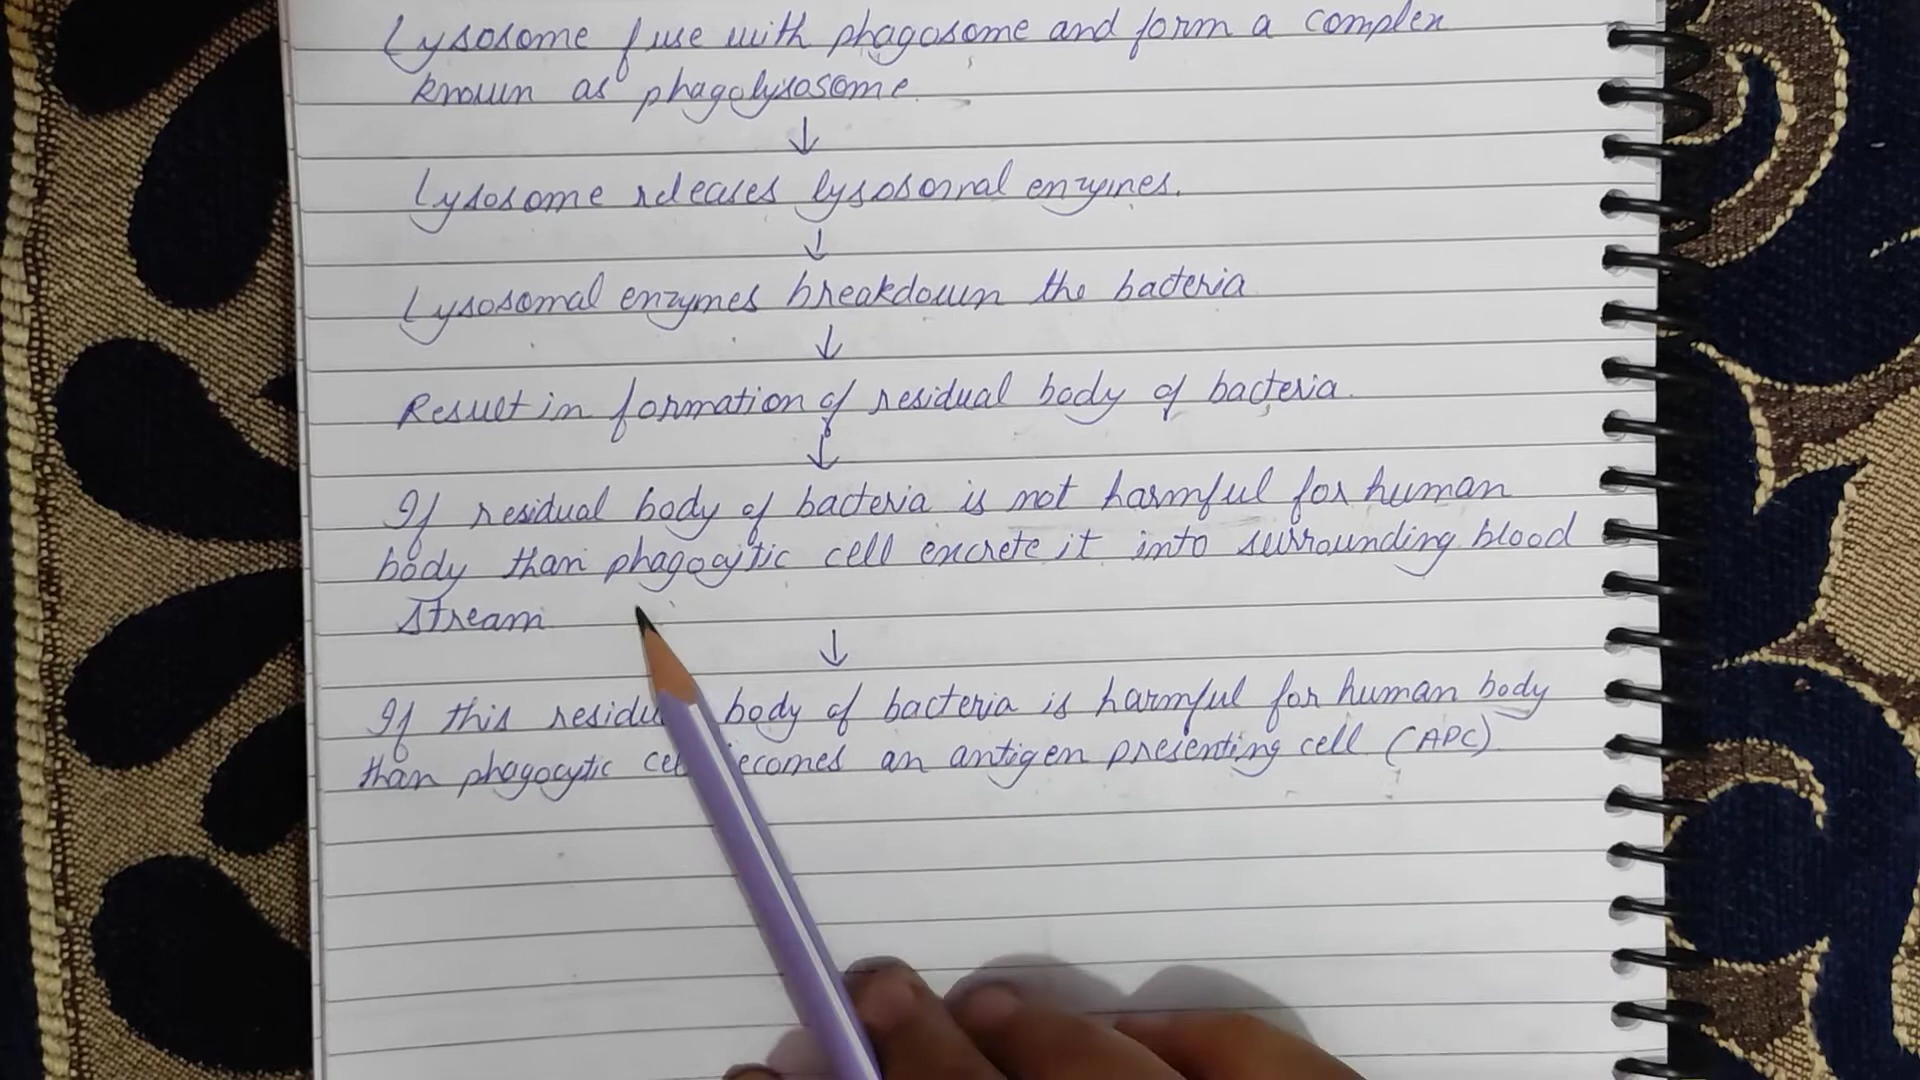 Lysosome fuse with phagosome and form a complex
known as phagolysosome.
↓
Lysosome releases lysosomal enzymes.
↓
Lysosomal enzymes breakdown the bacteria
↓
Result in formation of residual body of bacteria.
↓
If residual body of bacteria is not harmful for human
body than phagocytic cell excrete it into surrounding blood
stream
↓
If this residual body of bacteria is harmful for human body
than phagocytic cell becomes an antigen presenting cell (APC)